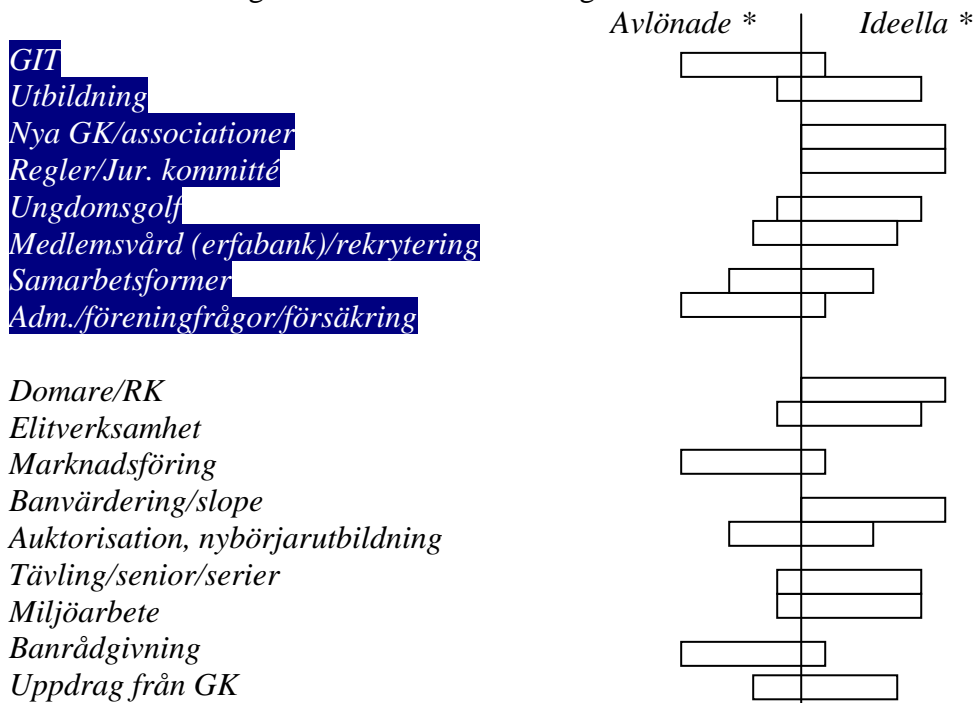 Avlönade * Ideella *
GIT
Utbildning
Nya GK/associationer
Regler/Jur. kommitté
Ungdomsgolf
Medlemsvård (erfabank)/rekrytering
Samarbetsformer
Adm./föreningfrågor/försäkring
Domare/RK
Elitverksamhet
Marknadsföring
Banvärdering/slope
Auktorisation, nybörjarutbildning
Tävling/senior/serier
Miljöarbete
Banrådgivning
Uppdrag från GK